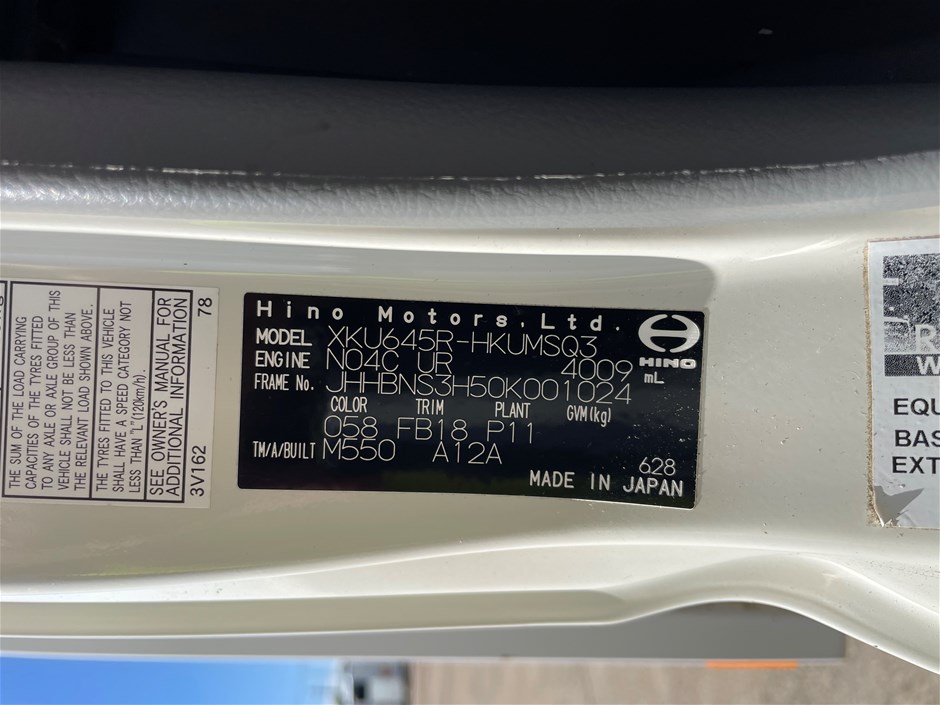 THE SUM OF THE LOAD CARRYING
CAPACITIES OF THE TYRES FITTED
TO ANY AXLE OR AXLE GROUP OF THIS
VEHICLE SHALL NOT BE LESS THAN
THE RELEVANT LOAD SHOWN ABOVE.
THE TYRES FITTED TO THIS VEHICLE
SHALL HAVE A SPEED CATEGORY NOT
LESS THAN "L"(120km/h).
SEE OWNER'S MANUAL FOR
ADDITIONAL INFORMATION
3V162 78
Hino Motors,Ltd.
MODEL XKU645R-HKUMSQ3
ENGINE N04C UR 4009 mL
HINO
FRAME No. JHHBNS3H50K001024
COLOR TRIM PLANT GVM(kg)
058 FB18 P11
TM/A/BUILT M550 A12A
628
MADE IN JAPAN
EQU
BAS
EXT